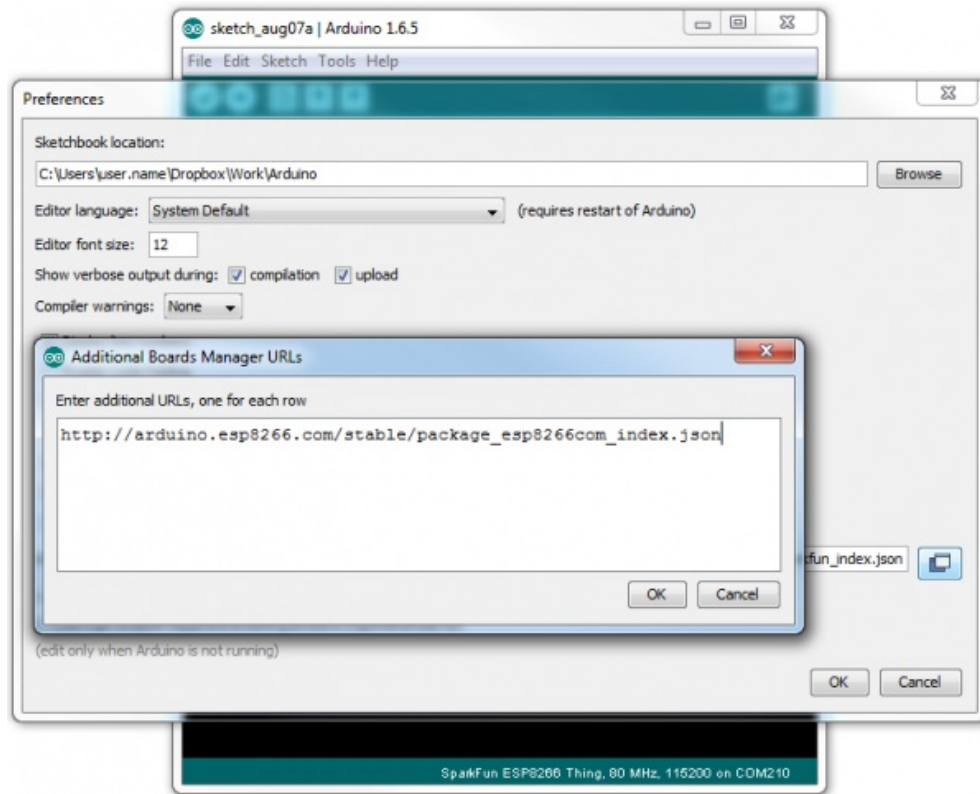 sketch_aug07a | Arduino 1.6.5
File Edit Sketch Tools Help
Preferences
Sketchbook location:
C:\Users\user.name\Dropbox\Work\Arduino
Browse
Editor language: System Default (requires restart of Arduino)
Editor font size: 12
Show verbose output during: compilation upload
Compiler warnings: None
Additional Boards Manager URLs
Enter additional URLs, one for each row
http://arduino.esp8266.com/stable/package_esp8266com_index.json
fun_index.json
OK Cancel
(edit only when Arduino is not running)
OK Cancel
SparkFun ESP8266 Thing, 80 MHz, 115200 on COM210